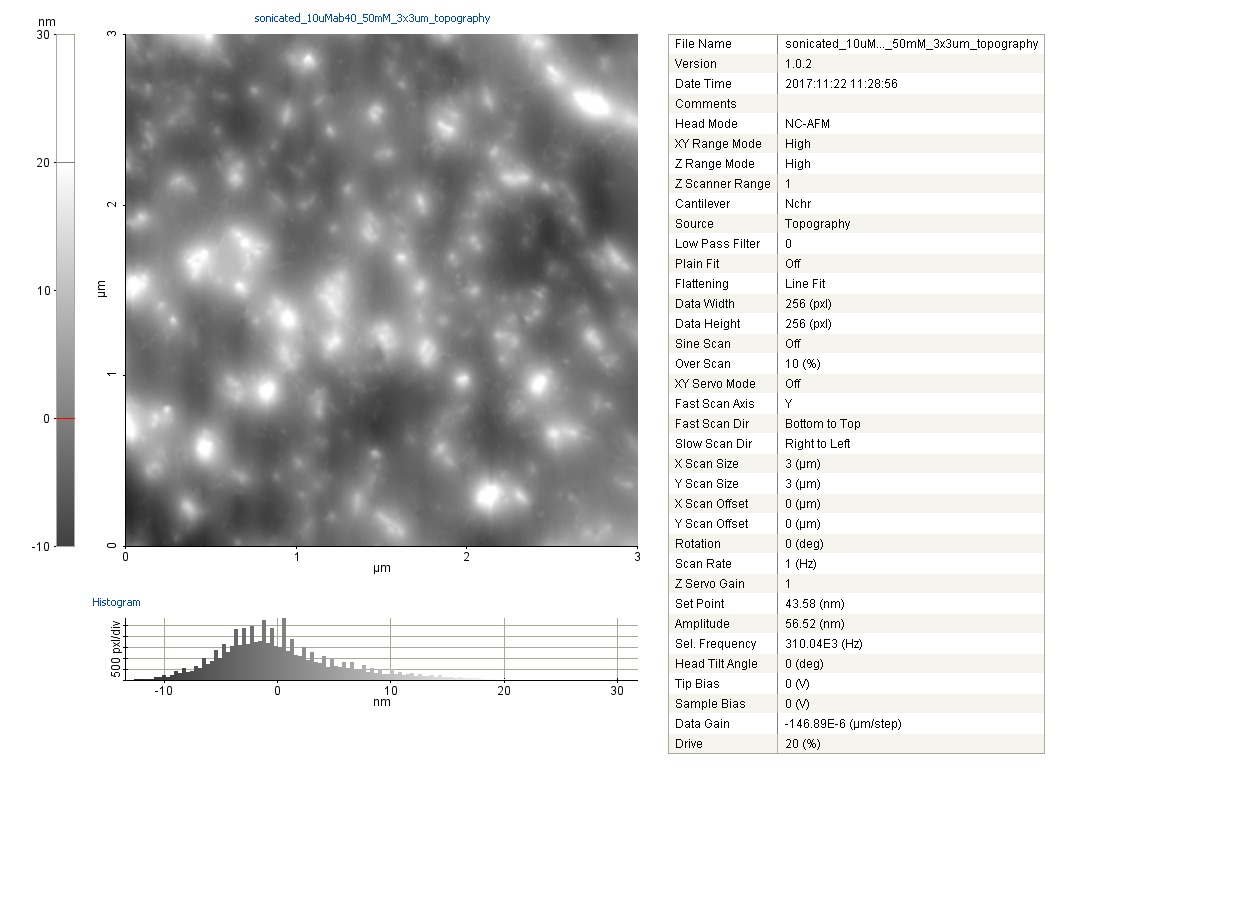 nm
sonicated_10uMab40_50mM_3x3um_topography
30
20
10
0
-10
3
2
1
0
µm
0 1 2 3
µm
Histogram
500 pxl/div
-10 0 10 20 30
nm
File Name sonicated_10uM..._50mM_3x3um_topography
Version 1.0.2
Date Time 2017:11:22 11:28:56
Comments
Head Mode NC-AFM
XY Range Mode High
Z Range Mode High
Z Scanner Range 1
Cantilever Nchr
Source Topography
Low Pass Filter 0
Plain Fit Off
Flattening Line Fit
Data Width 256 (pxl)
Data Height 256 (pxl)
Sine Scan Off
Over Scan 10 (%)
XY Servo Mode Off
Fast Scan Axis Y
Fast Scan Dir Bottom to Top
Slow Scan Dir Right to Left
X Scan Size 3 (µm)
Y Scan Size 3 (µm)
X Scan Offset 0 (µm)
Y Scan Offset 0 (µm)
Rotation 0 (deg)
Scan Rate 1 (Hz)
Z Servo Gain 1
Set Point 43.58 (nm)
Amplitude 56.52 (nm)
Sel. Frequency 310.04E3 (Hz)
Head Tilt Angle 0 (deg)
Tip Bias 0 (V)
Sample Bias 0 (V)
Data Gain -146.89E-6 (µm/step)
Drive 20 (%)